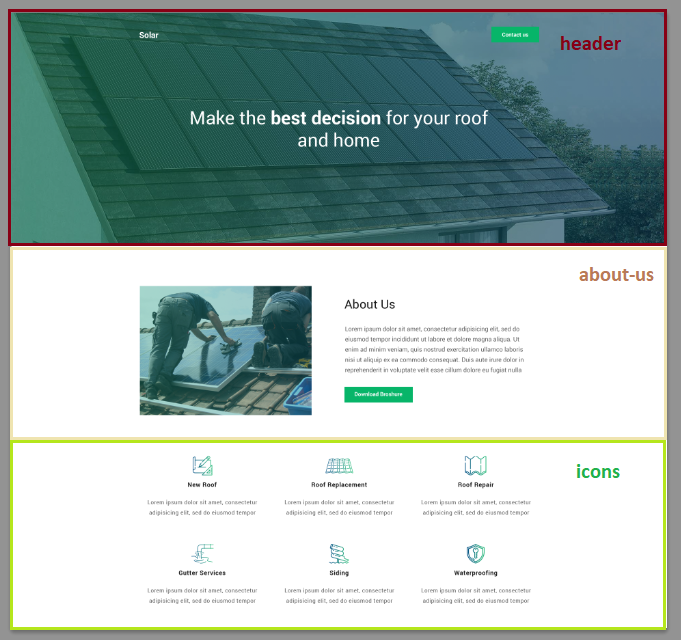 Solar
Contact us
header
Make the best decision for your roof
and home
about-us
About Us
Lorem ipsum dolor sit amet, consectetur adipisicing elit, sed do
eiusmod tempor incididunt ut labore et dolore magna aliqua. Ut
enim ad minim veniam, quis nostrud exercitation ullamco laboris
nisi ut aliquip ex ea commodo consequat. Duis aute irure dolor in
reprehenderit in voluptate velit esse cillum dolore eu fugiat nulla
Download Broshure
icons
New Roof
Lorem ipsum dolor sit amet, consectetur
adipisicing elit, sed do eiusmod tempor
Roof Replacement
Lorem ipsum dolor sit amet, consectetur
adipisicing elit, sed do eiusmod tempor
Roof Repair
Lorem ipsum dolor sit amet, consectetur
adipisicing elit, sed do eiusmod tempor
Gutter Services
Lorem ipsum dolor sit amet, consectetur
adipisicing elit, sed do eiusmod tempor
Siding
Lorem ipsum dolor sit amet, consectetur
adipisicing elit, sed do eiusmod tempor
Waterproofing
Lorem ipsum dolor sit amet, consectetur
adipisicing elit, sed do eiusmod tempor